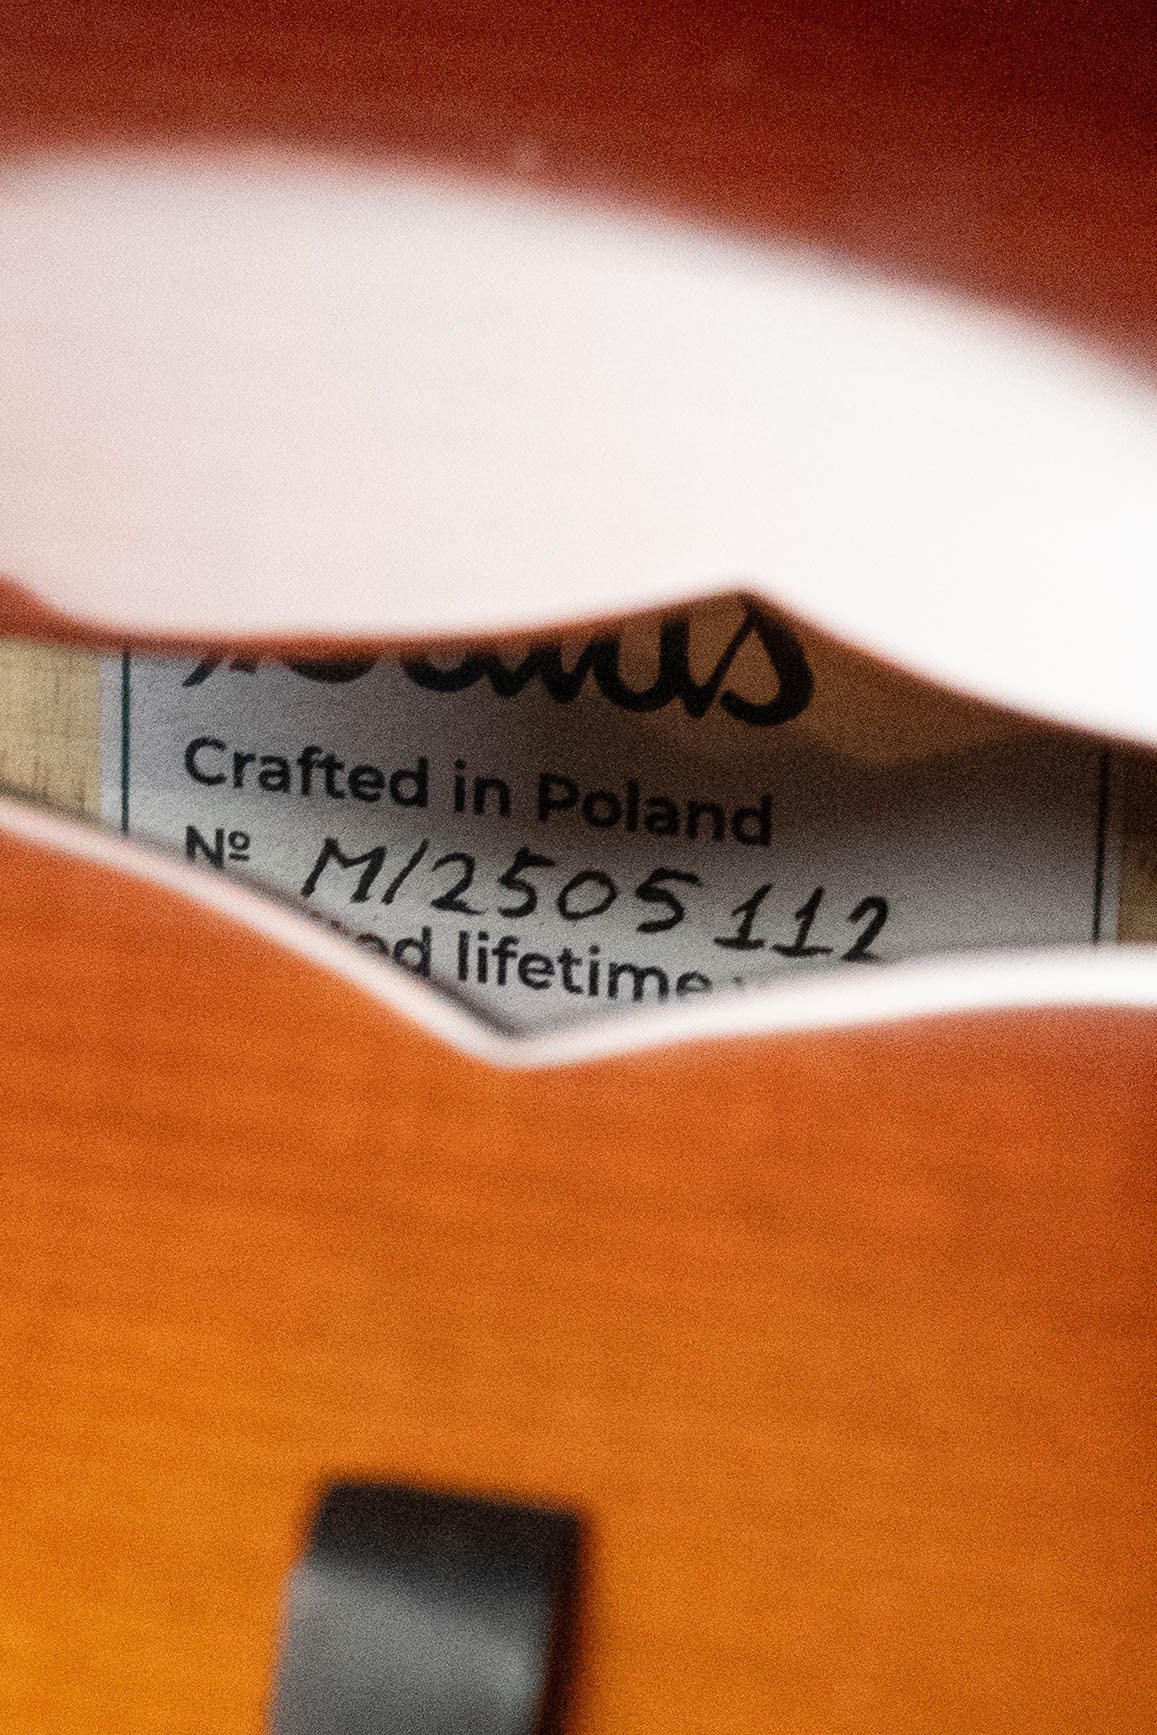 Crafted in Poland
Nº M/2505112
lifetime